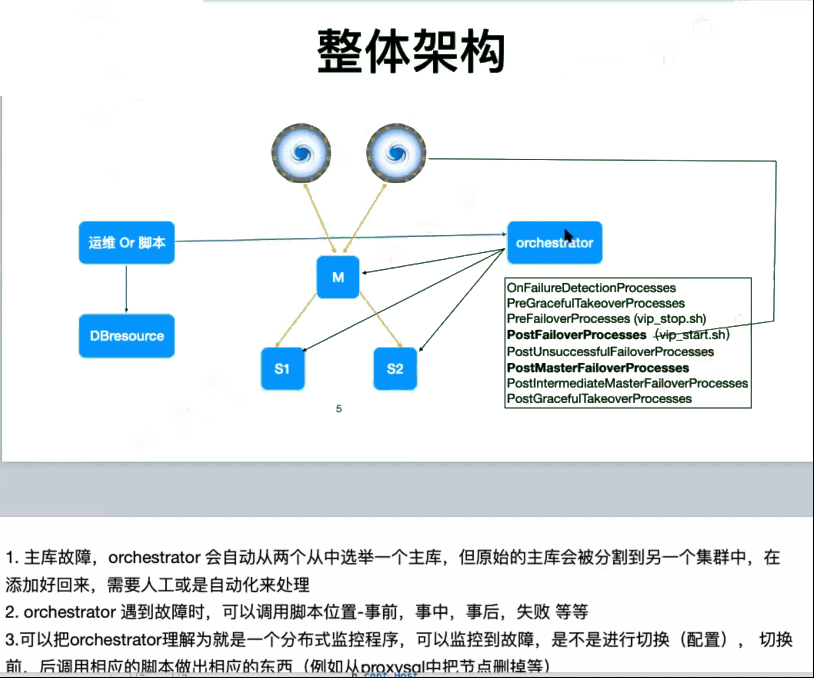 整体架构
运维 Or 脚本
orchestrator
M
DBresource
S1
S2
OnFailureDetectionProcesses
PreGracefulTakeoverProcesses
PreFailoverProcesses (vip_stop.sh)
PostFailoverProcesses （vip_start.sh)
PostUnsuccessfulFailoverProcesses
PostMasterFailoverProcesses
PostIntermediateMasterFailoverProcesses
PostGracefulTakeoverProcesses
5
1. 主库故障，orchestrator 会自动从两个从中选举一个主库，但原始的主库会被分割到另一个集群中，在
添加好回来，需要人工或是自动化来处理
2. orchestrator 遇到故障时，可以调用脚本位置-事前，事中，事后，失败 等等
3.可以把orchestrator理解为就是一个分布式监控程序，可以监控到故障，是不是进行切换（配置）， 切换
前，后调用相应的脚本做出相应的东西（例如从proxysql中把节点删掉等）